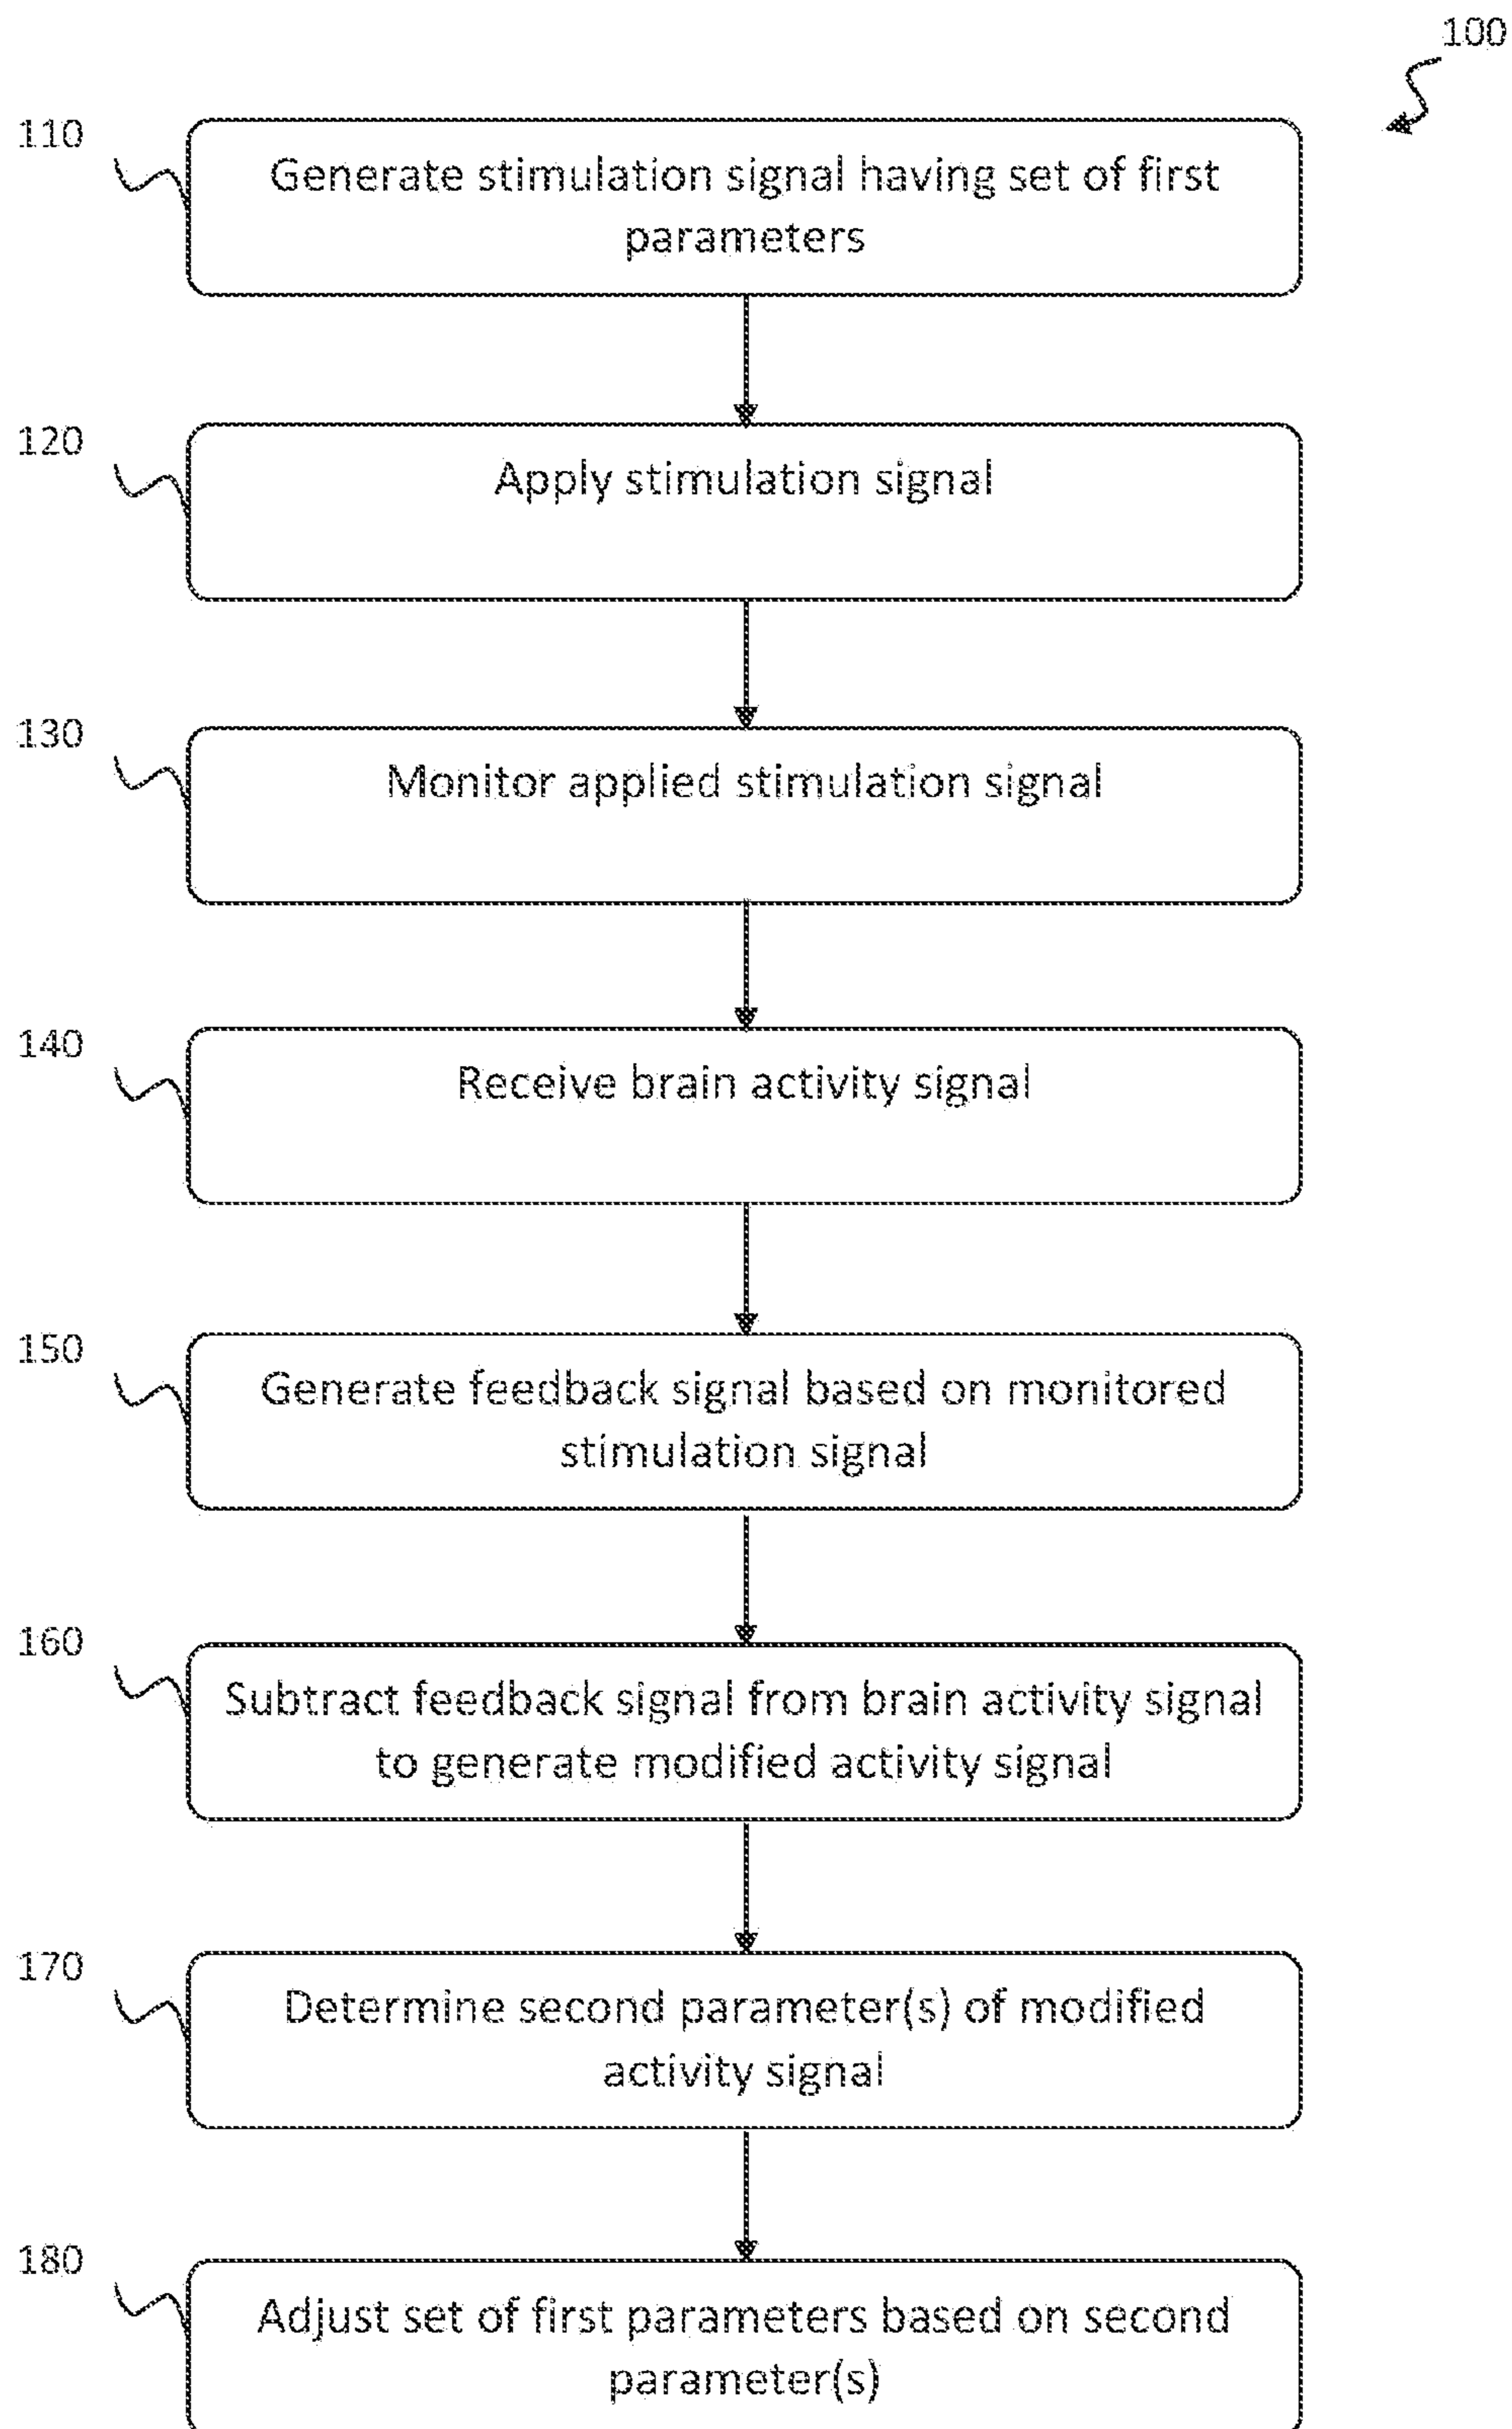 100
110
Generate stimulation signal having set of first
parameters
120
Apply stimulation signal
130
Monitor applied stimulation signal
140
Receive brain activity signal
150
Generate feedback signal based on monitored
stimulation signal
160
Subtract feedback signal from brain activity signal
to generate modified activity signal
170
Determine second parameter(s) of modified
activity signal
180
Adjust set of first parameters based on second
parameter(s)